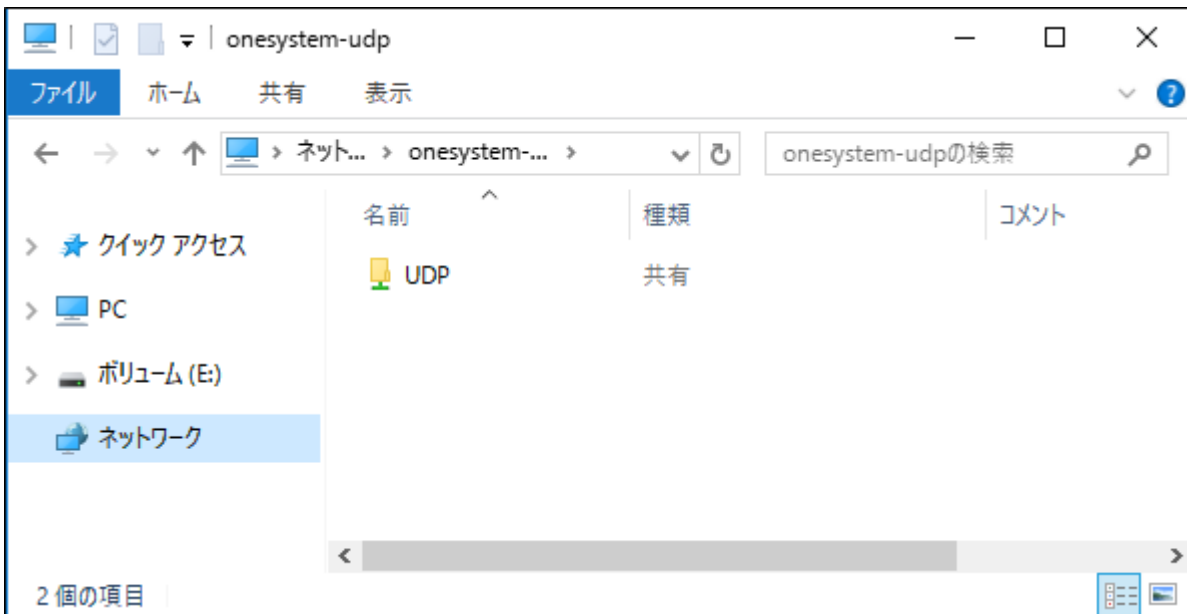 onesystem-udp
ファイル ホーム 共有 表示
ネット... onesystem-... onesystem-udpの検索
名前 種類 コメント
クイック アクセス
UDP 共有
PC
ボリューム (E:)
ネットワーク
2 個の項目